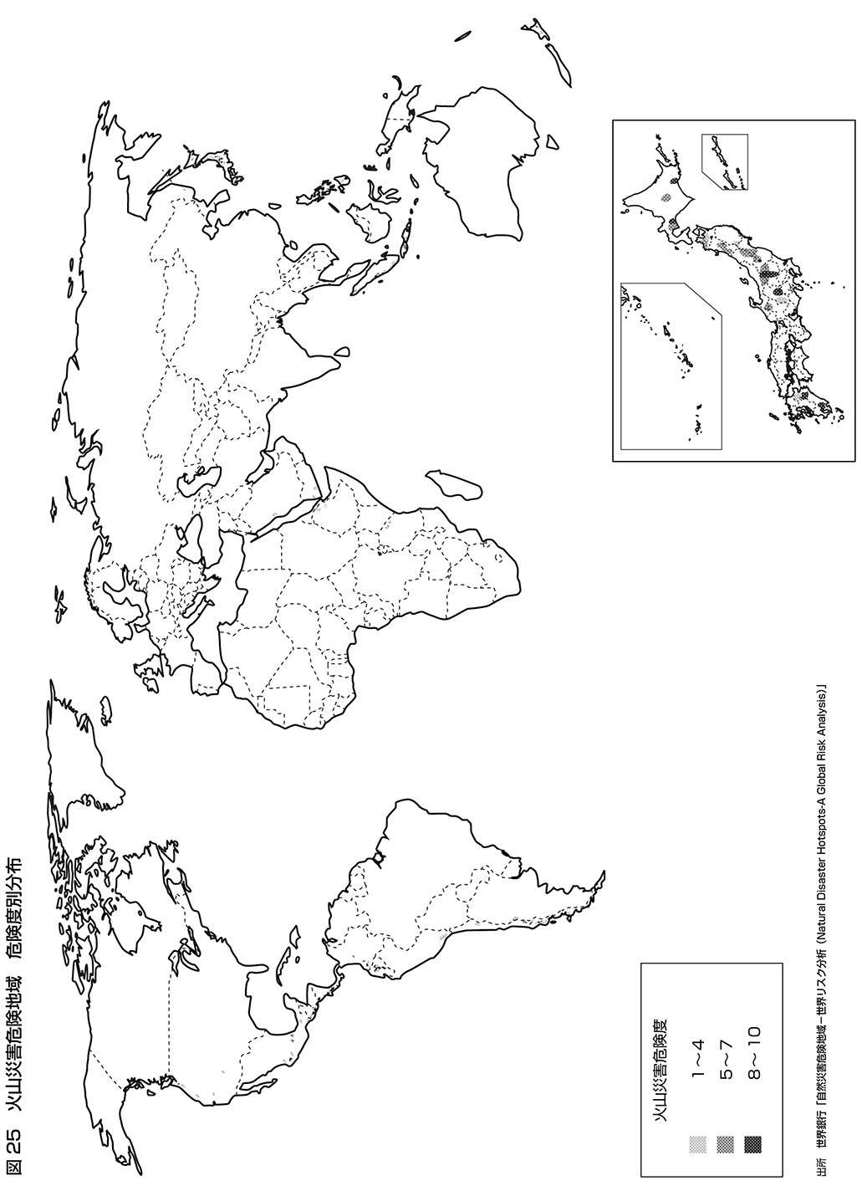 図 25　火山災害危険地域　危険度別分布
火山災害危険度
1〜4
5〜7
8〜10
出所　世界銀行「自然災害危険地域－世界リスク分析（Natural Disaster Hotspots-A Global Risk Analysis）」